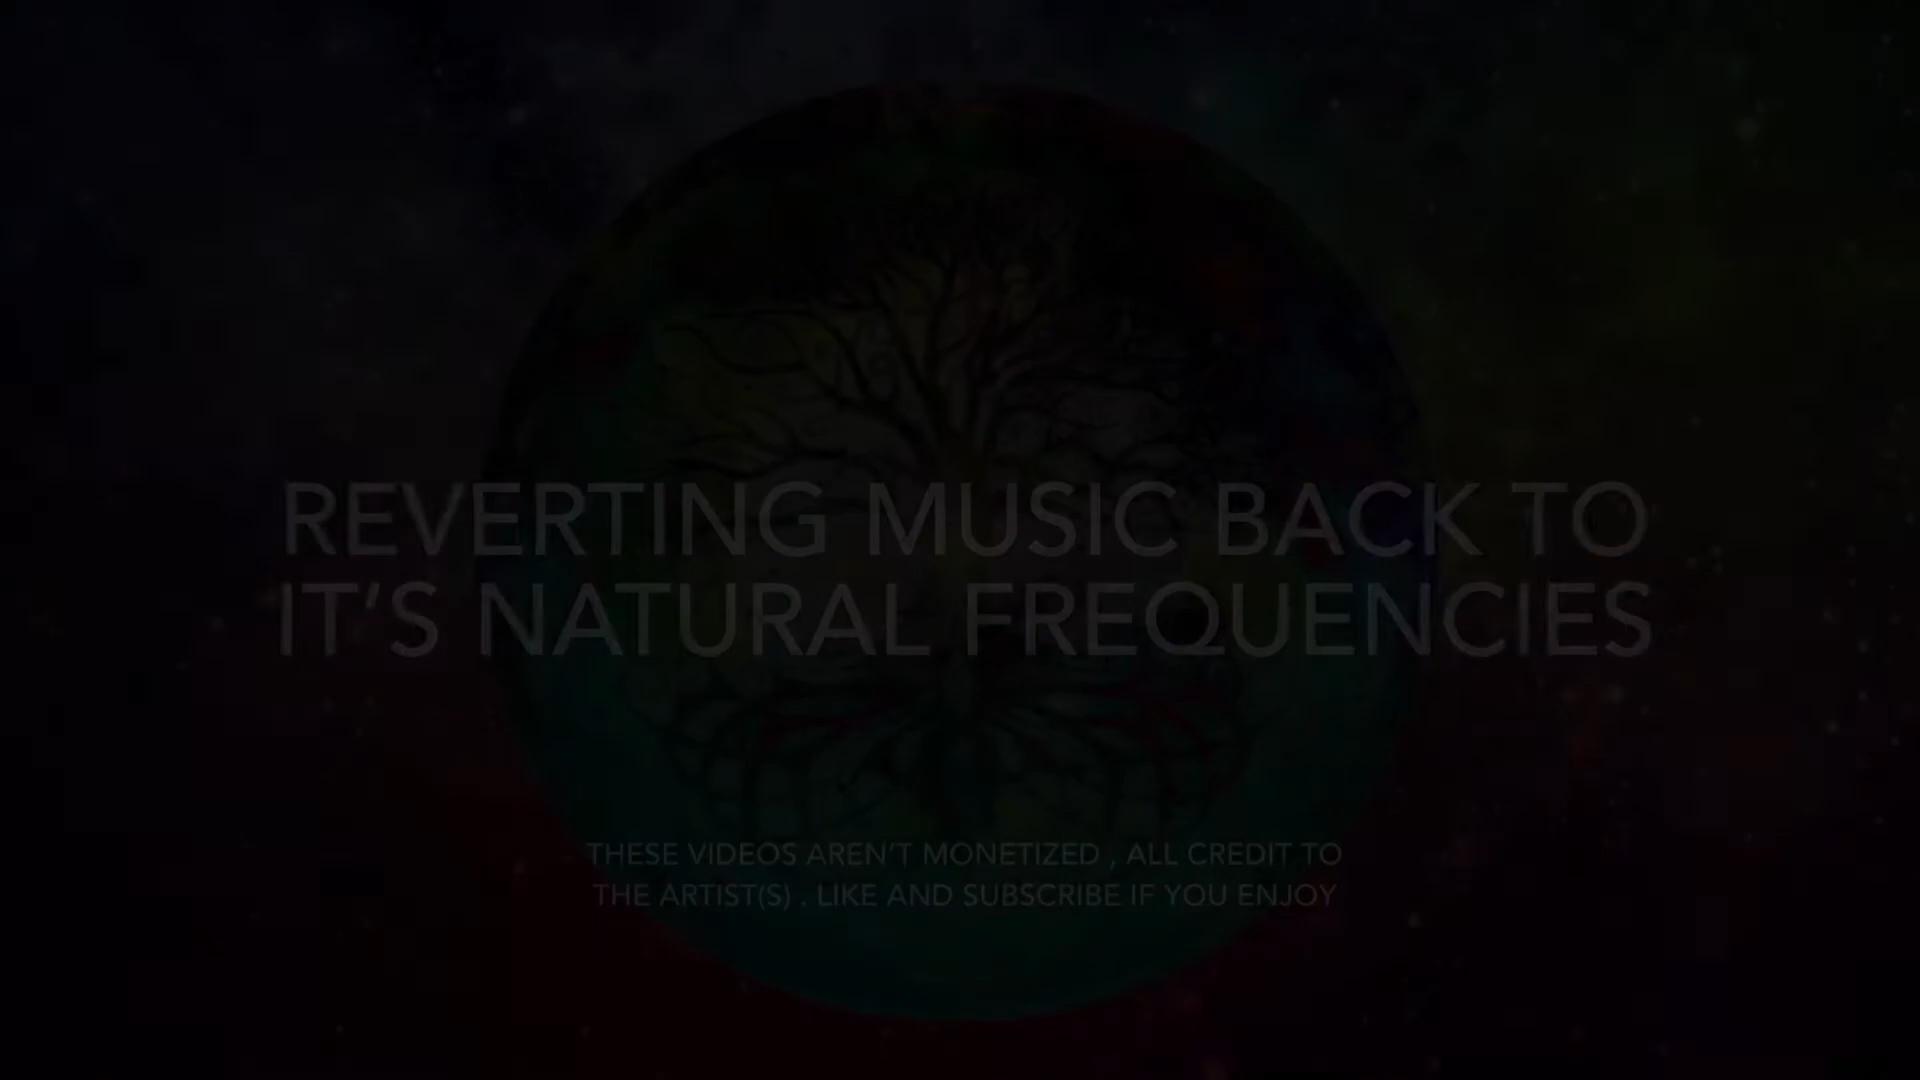 REVERTING MUSIC BACK TO
IT'S NATURAL FREQUENCIES
THESE VIDEOS AREN'T MONETIZED , ALL CREDIT TO
THE ARTIST(S) . LIKE AND SUBSCRIBE IF YOU ENJOY